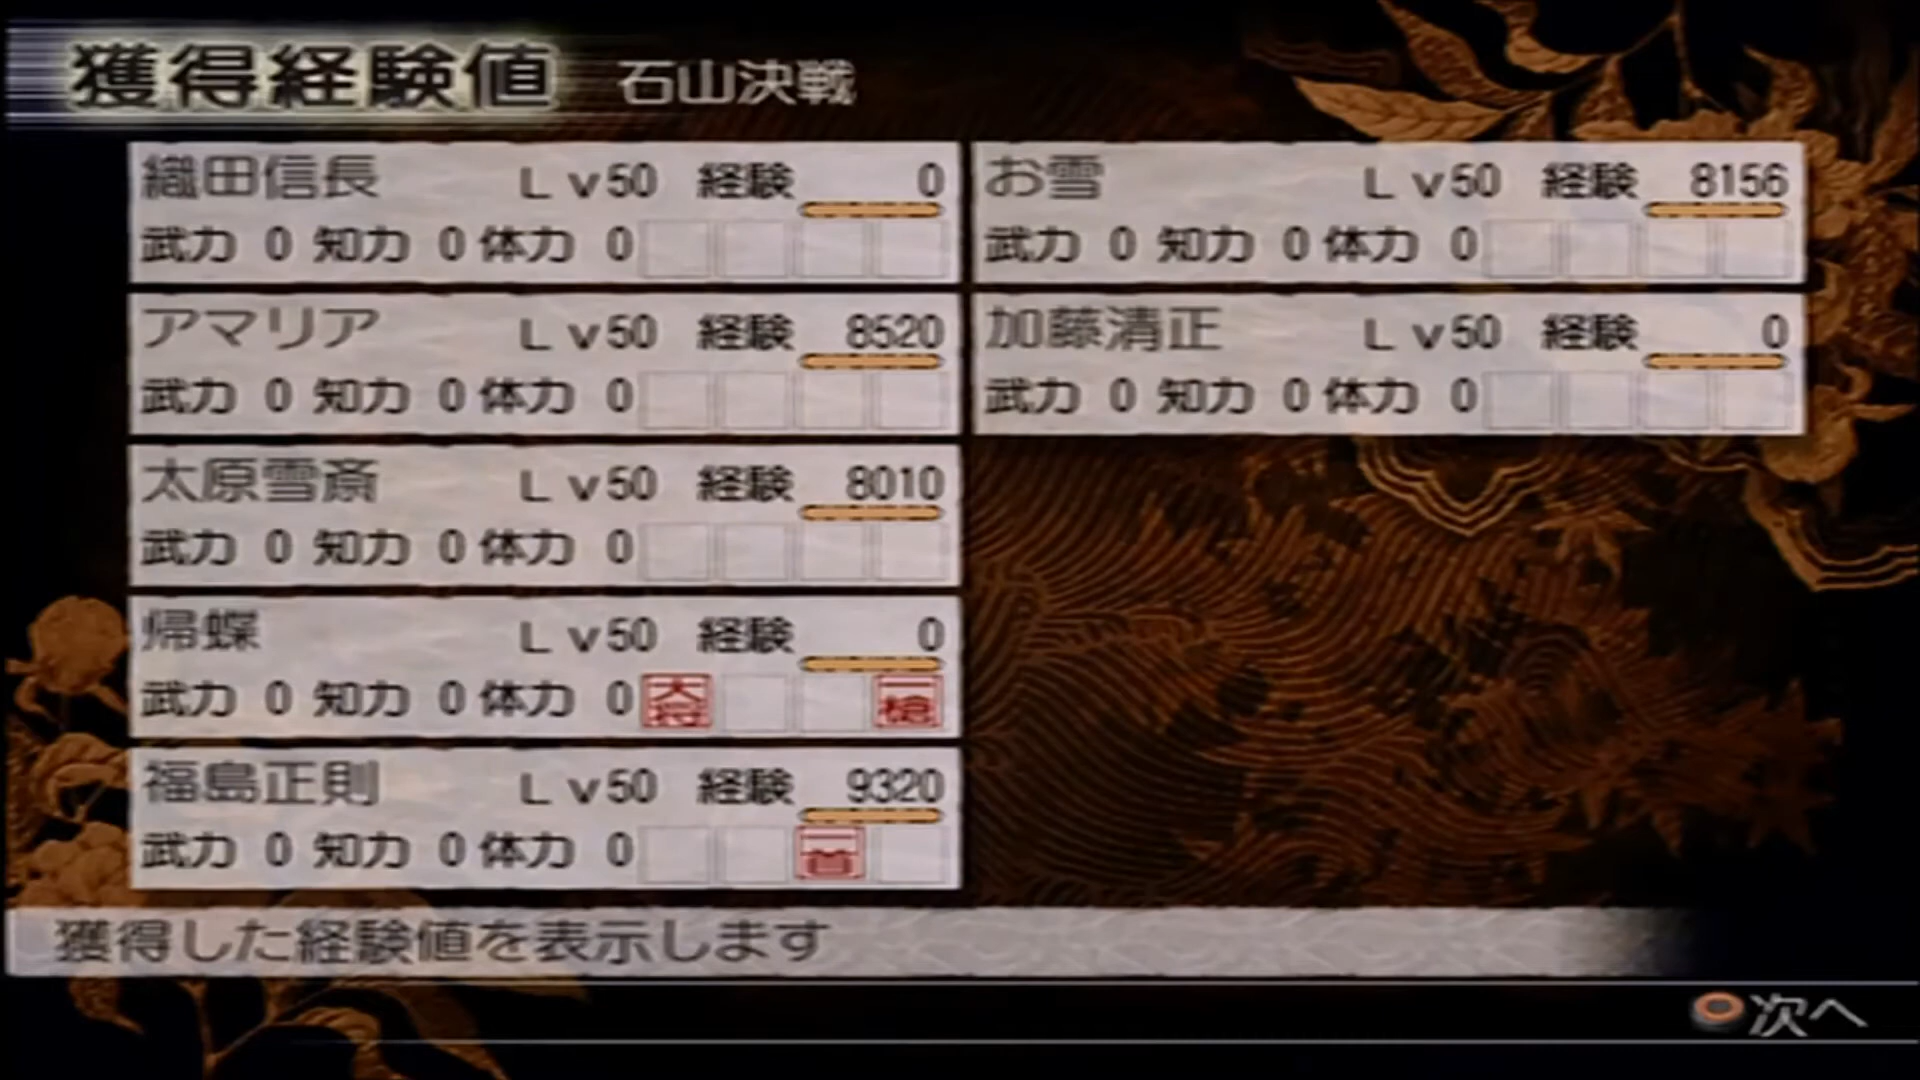 獲得経験値 石山決戦
織田信長 Lv50 経験 0
武力 0 知力 0 体力 0
アマリア Lv50 経験 8520
武力 0 知力 0 体力 0
太原雪斎 Lv50 経験 8010
武力 0 知力 0 体力 0
帰蝶 Lv50 経験 0
武力 0 知力 0 体力 0 大将 一槍
福島正則 Lv50 経験 9320
武力 0 知力 0 体力 0 一首
お雪 Lv50 経験 8156
武力 0 知力 0 体力 0
加藤清正 Lv50 経験 0
武力 0 知力 0 体力 0
獲得した経験値を表示します
次へ